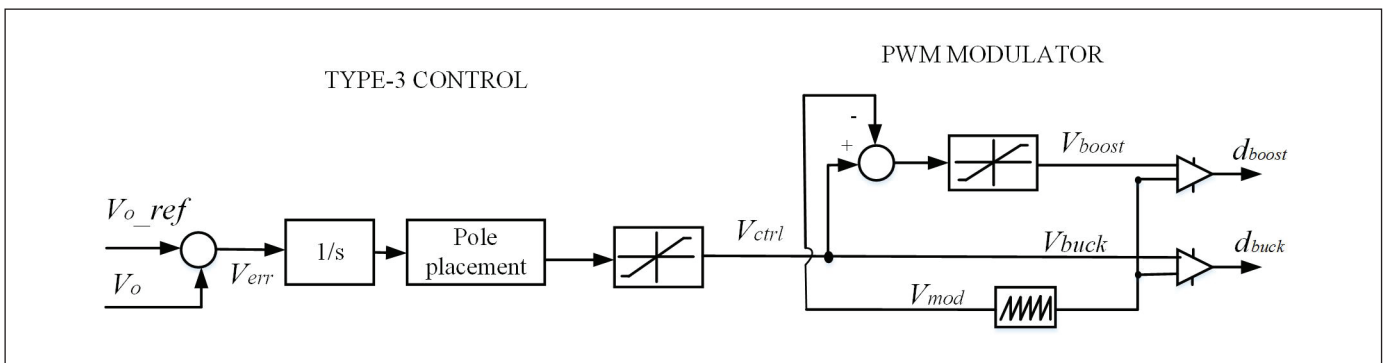 PWM MODULATOR
TYPE-3 CONTROL
-
+
Vboost
dboost
Vo_ref
Vo
Verr
1/s
Pole
placement
Vctrl
Vbuck
dbuck
Vmod